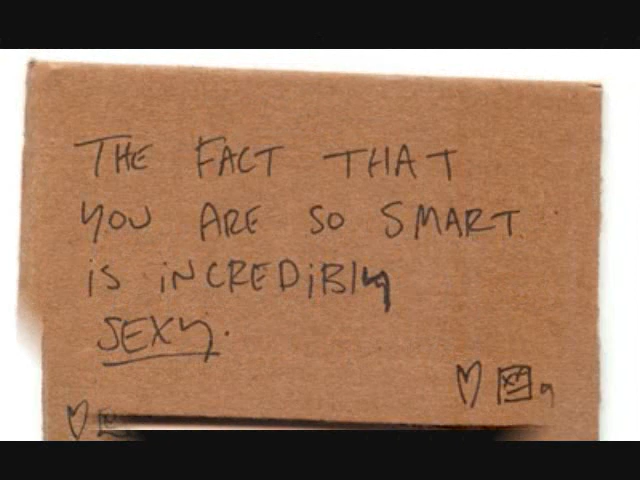 THE FACT THAT
YOU ARE SO SMART
iS iNCREDiBly
SEXy.